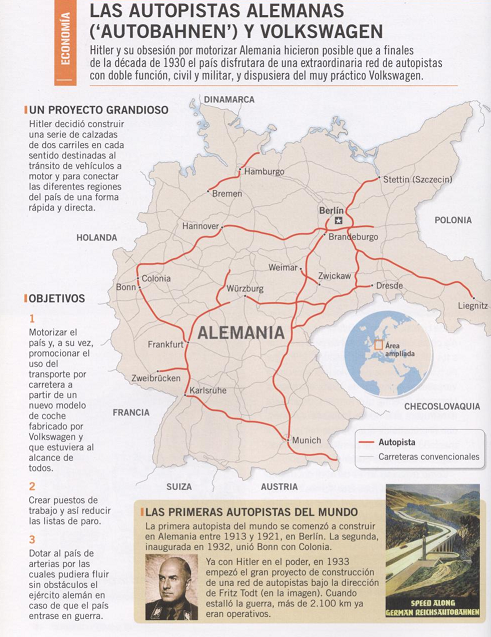 ECONOMÍA
LAS AUTOPISTAS ALEMANAS
(‘AUTOBAHNEN’) Y VOLKSWAGEN
Hitler y su obsesión por motorizar Alemania hicieron posible que a finales
de la década de 1930 el país disfrutara de una extraordinaria red de autopistas
con doble función, civil y militar, y dispusiera del muy práctico Volkswagen.
UN PROYECTO GRANDIOSO
Hitler decidió construir
una serie de calzadas
de dos carriles en cada
sentido destinadas al
tránsito de vehículos a
motor y para conectar
las diferentes regiones
del país de una forma
rápida y directa.
OBJETIVOS
1
Motorizar el
país y, a su vez,
promocionar el
uso del
transporte por
carretera a
partir de un
nuevo modelo
de coche
fabricado por
Volkswagen y
que estuviera al
alcance de
todos.
2
Crear puestos de
trabajo y así reducir
las listas de paro.
3
Dotar al país de
arterias por las
cuales pudiera fluir
sin obstáculos el
ejército alemán en
caso de que el país
entrase en guerra.
DINAMARCA
Hamburgo
Bremen
Stettin (Szczecin)
Berlín
POLONIA
Hannover
Brandeburgo
HOLANDA
Weimar
Colonia
Zwickaw
Bonn
Würzburg
Dresde
Liegnitz
ALEMANIA
Frankfurt
Área
ampliada
Zweibrücken
Karlsruhe
FRANCIA
CHECOSLOVAQUIA
Munich
Autopista
Carreteras convencionales
SUIZA
AUSTRIA
LAS PRIMERAS AUTOPISTAS DEL MUNDO
La primera autopista del mundo se comenzó a construir
en Alemania entre 1913 y 1921, en Berlín. La segunda,
inaugurada en 1932, unió Bonn con Colonia.
Ya con Hitler en el poder, en 1933
empezó el gran proyecto de construcción
de una red de autopistas bajo la dirección
de Fritz Todt (en la imagen). Cuando
estalló la guerra, más de 2.100 km ya
eran operativos.
SPEED ALONG
GERMAN REICHSAUTOBAHNEN